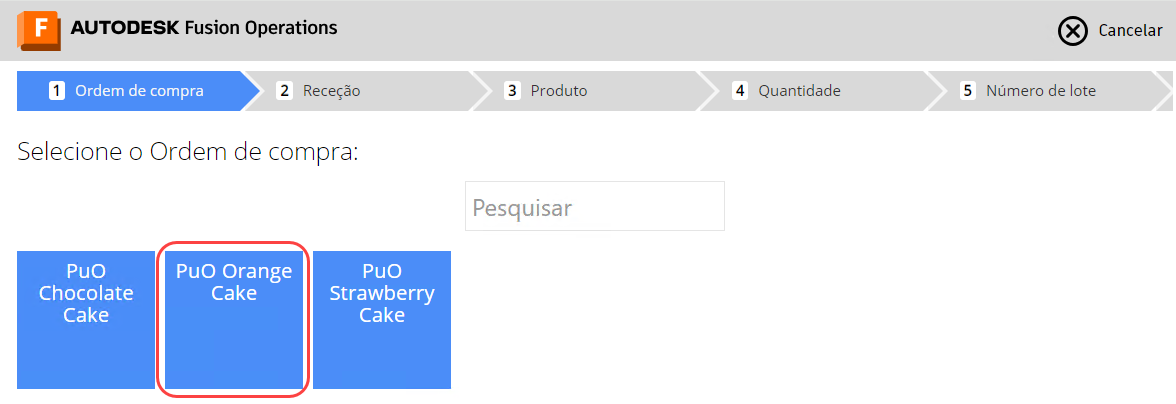 F AUTODESK Fusion Operations
Cancelar
1 Ordem de compra
2 Receção
3 Produto
4 Quantidade
5 Número de lote
Selecione o Ordem de compra:
Pesquisar
PuO
Chocolate
Cake
PuO Orange
Cake
PuO
Strawberry
Cake